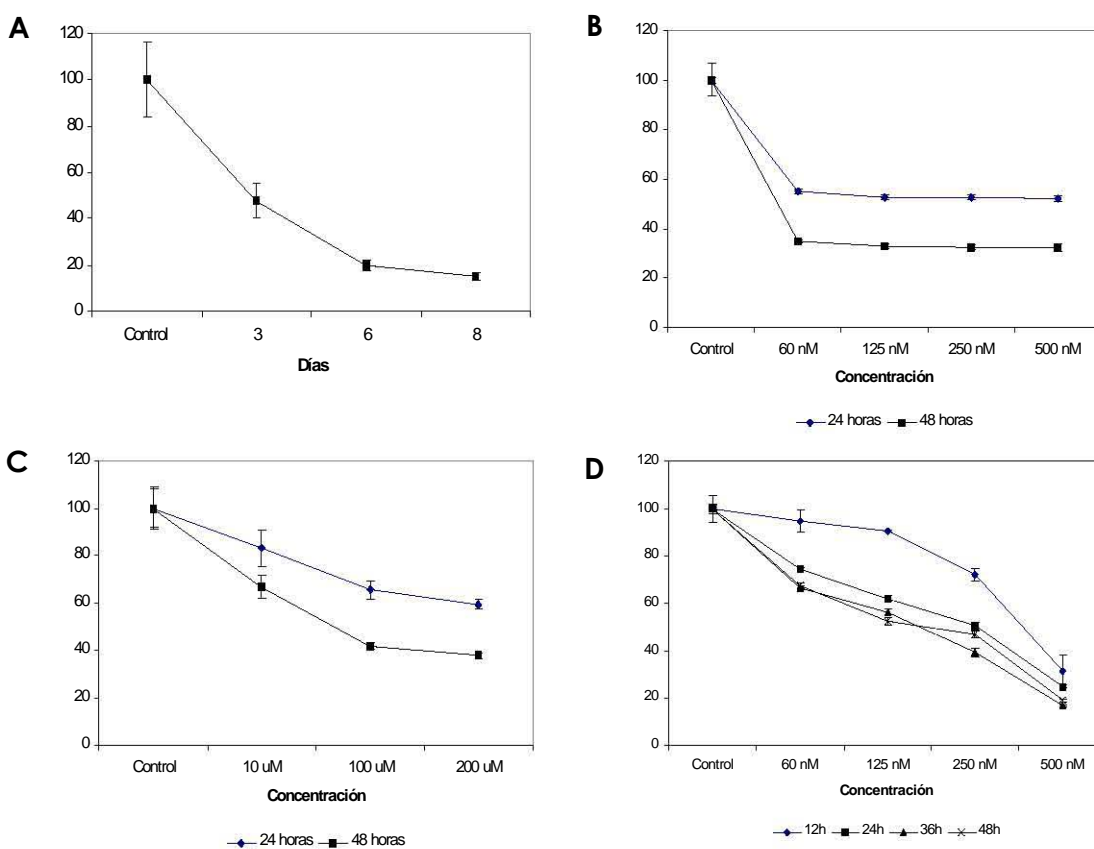 A
120
100
80
60
40
20
0
Control 3 6 8
Días
B
120
100
80
60
40
20
0
Control 60 nM 125 nM 250 nM 500 nM
Concentración
24 horas 48 horas
C
120
100
80
60
40
20
0
Control 10 uM 100 uM 200 uM
Concentración
24 horas 48 horas
D
120
100
80
60
40
20
0
Control 60 nM 125 nM 250 nM 500 nM
Concentración
12h 24h 36h 48h